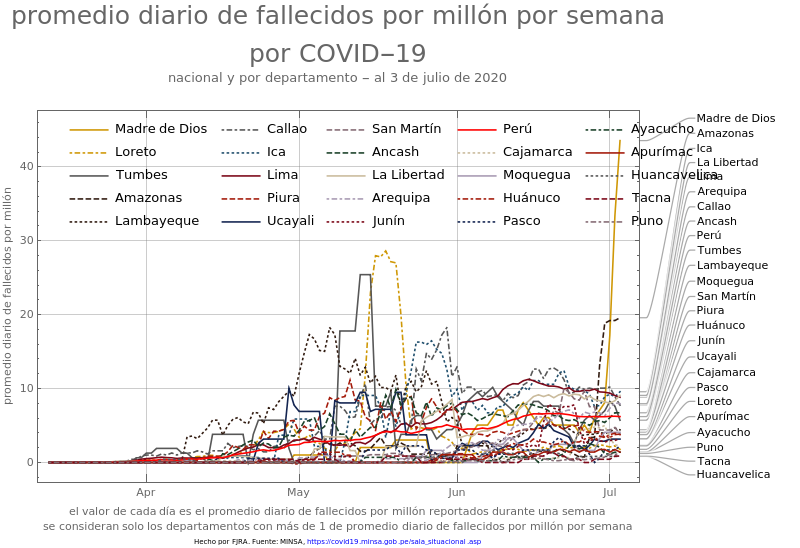 promedio diario de fallecidos por millón por semana
por COVID−19
nacional y por departamento − al 3 de julio de 2020
promedio diario de fallecidos por millón
40
30
20
10
0
Apr May Jun Jul
Madre de Dios Callao San Martín Perú Ayacucho
Loreto Ica Ancash Cajamarca Apurímac
Tumbes Lima La Libertad Moquegua Huancavelica
Amazonas Piura Arequipa Huánuco Tacna
Lambayeque Ucayali Junín Pasco Puno
Madre de Dios
Amazonas
Ica
La Libertad
Lima
Arequipa
Callao
Ancash
Perú
Tumbes
Lambayeque
Moquegua
San Martín
Piura
Huánuco
Junín
Ucayali
Cajamarca
Pasco
Loreto
Apurímac
Ayacucho
Puno
Tacna
Huancavelica
el valor de cada día es el promedio diario de fallecidos por millón reportados durante una semana
se consideran solo los departamentos con más de 1 de promedio diario de fallecidos por millón por semana
Hecho por FJRA. Fuente: MINSA, https://covid19.minsa.gob.pe/sala_situacional.asp